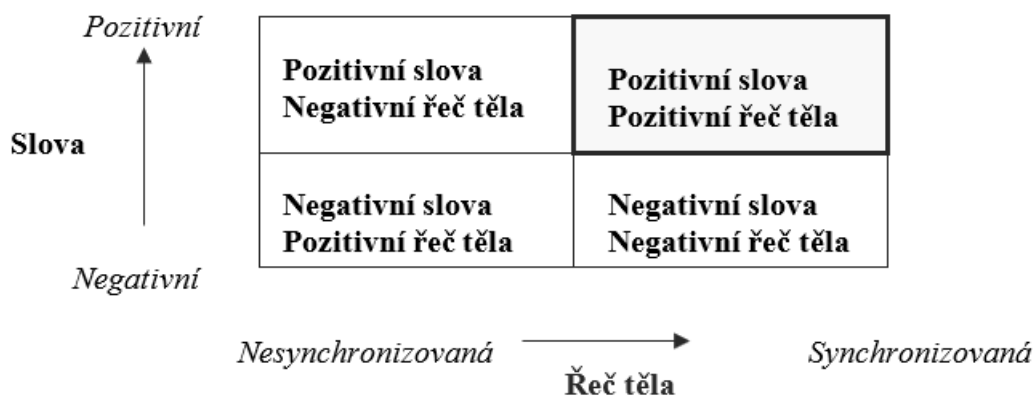 Pozitivní
Pozitivní slova
Negativní řeč těla
Pozitivní slova
Pozitivní řeč těla
Slova
Negativní slova
Pozitivní řeč těla
Negativní slova
Negativní řeč těla
Negativní
Nesynchronizovaná
Synchronizovaná
Řeč těla